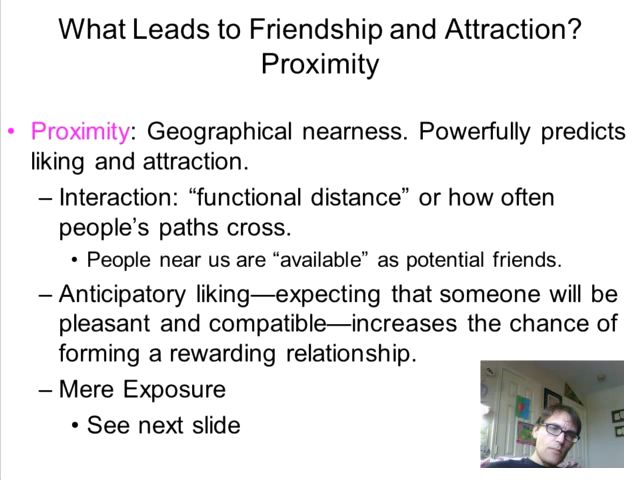 What Leads to Friendship and Attraction?
Proximity
• Proximity: Geographical nearness. Powerfully predicts
liking and attraction.
– Interaction: “functional distance” or how often
people’s paths cross.
• People near us are “available” as potential friends.
– Anticipatory liking—expecting that someone will be
pleasant and compatible—increases the chance of
forming a rewarding relationship.
– Mere Exposure
• See next slide